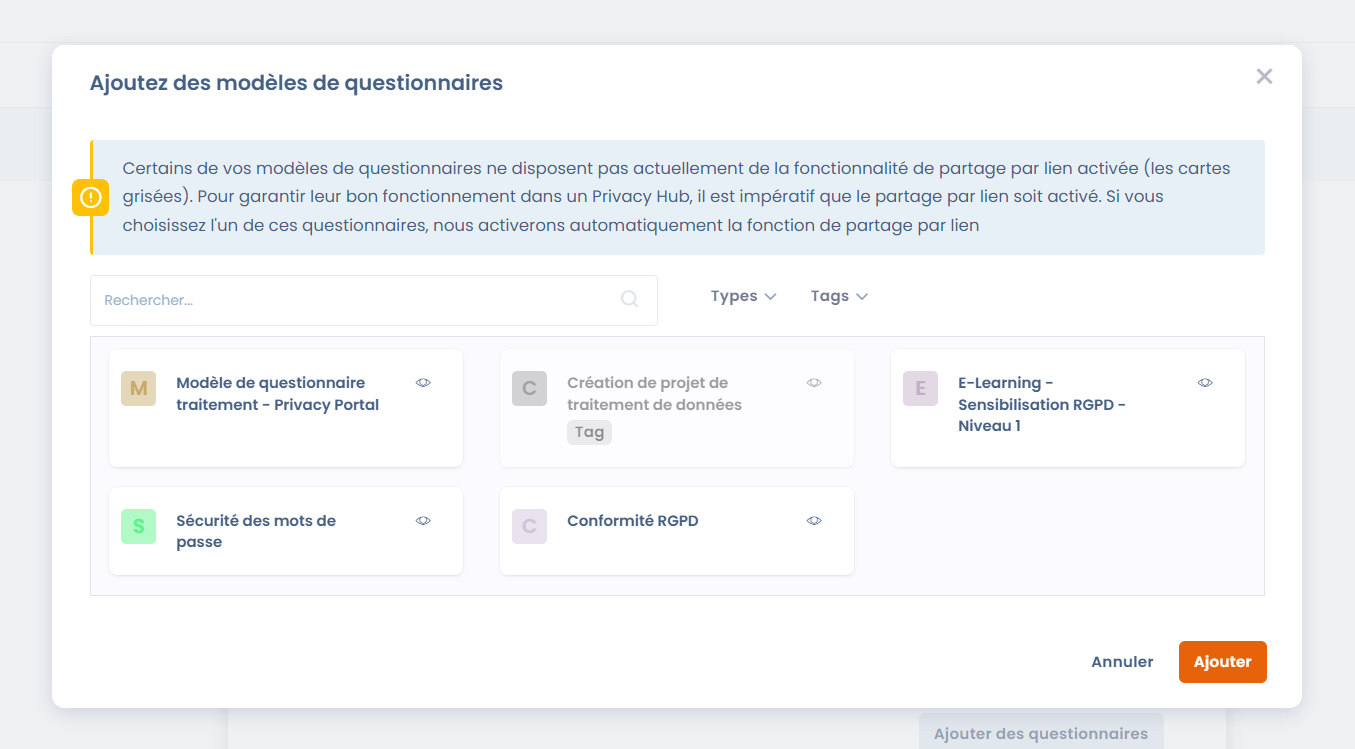 Ajoutez des modèles de questionnaires
Certains de vos modèles de questionnaires ne disposent pas actuellement de la fonctionnalité de partage par lien activée (les cartes
grisées). Pour garantir leur bon fonctionnement dans un Privacy Hub, il est impératif que le partage par lien soit activé. Si vous
choisissez l'un de ces questionnaires, nous activerons automatiquement la fonction de partage par lien
Rechercher...
Types
Tags
M
Modèle de questionnaire
traitement - Privacy Portal
C
Création de projet de
traitement de données
Tag
E
E-Learning -
Sensibilisation RGPD -
Niveau 1
S
Sécurité des mots de
passe
C
Conformité RGPD
Annuler
Ajouter
Ajouter des questionnaires